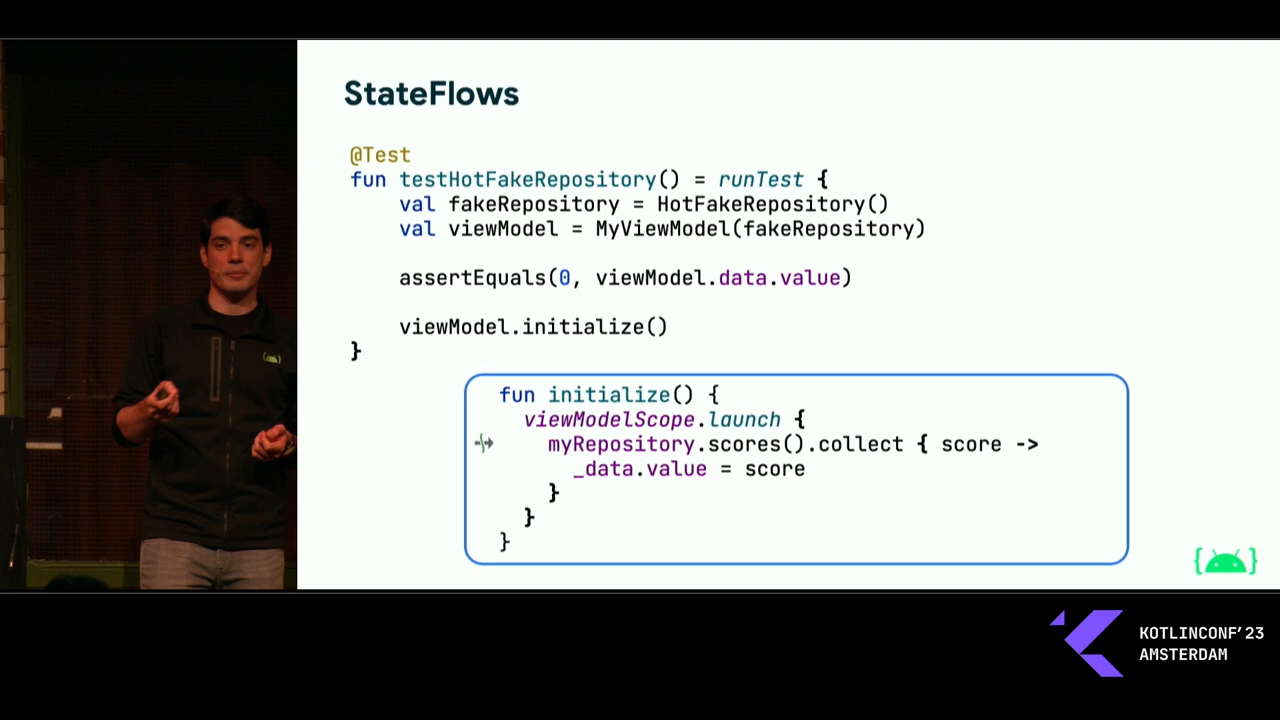 StateFlows
@Test
fun testHotFakeRepository() = runTest {
    val fakeRepository = HotFakeRepository()
    val viewModel = MyViewModel(fakeRepository)
    assertEquals(0, viewModel.data.value)
    viewModel.initialize()
}
fun initialize() {
  viewModelScope.launch {
    myRepository.scores().collect { score ->
      _data.value = score
    }
  }
}
KOTLINCONF'23
AMSTERDAM